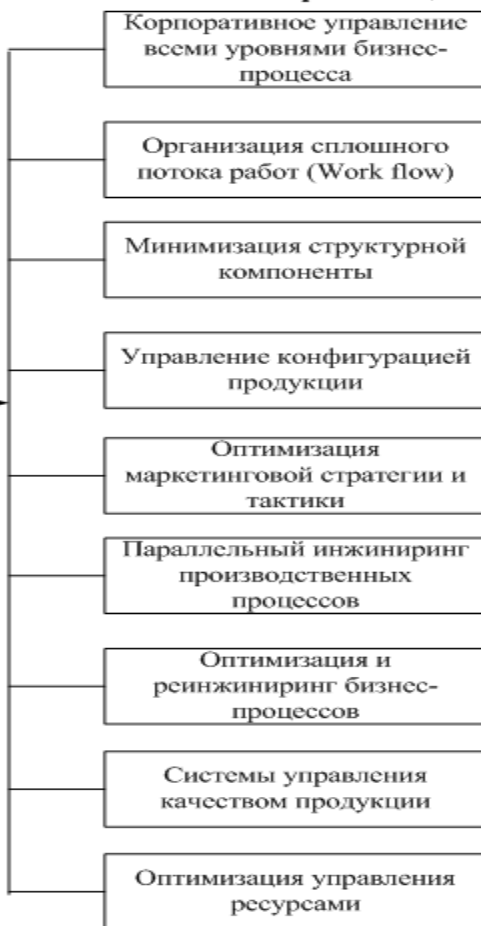 Корпоративное управление
всеми уровнями бизнес-
процесса
Организация сплошного
потока работ (Work flow)
Минимизация структурной
компоненты
Управление конфигурацией
продукции
Оптимизация
маркетинговой стратегии и
тактики
Параллельный инжиниринг
производственных
процессов
Оптимизация и
реинжиниринг бизнес-
процессов
Системы управления
качеством продукции
Оптимизация управления
ресурсами